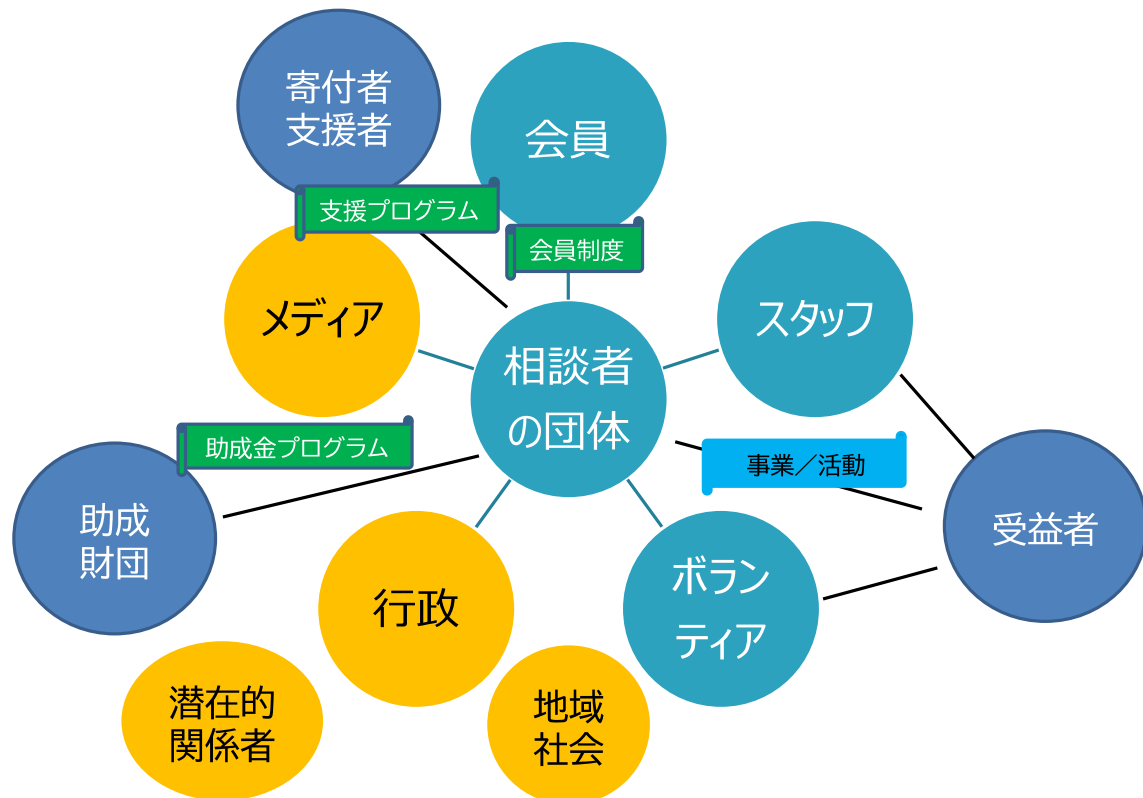 寄付者
支援者
会員
支援プログラム
会員制度
メディア
スタッフ
相談者
の団体
助成金プログラム
事業／活動
助成
財団
受益者
行政
ボラン
ティア
潜在的
関係者
地域
社会